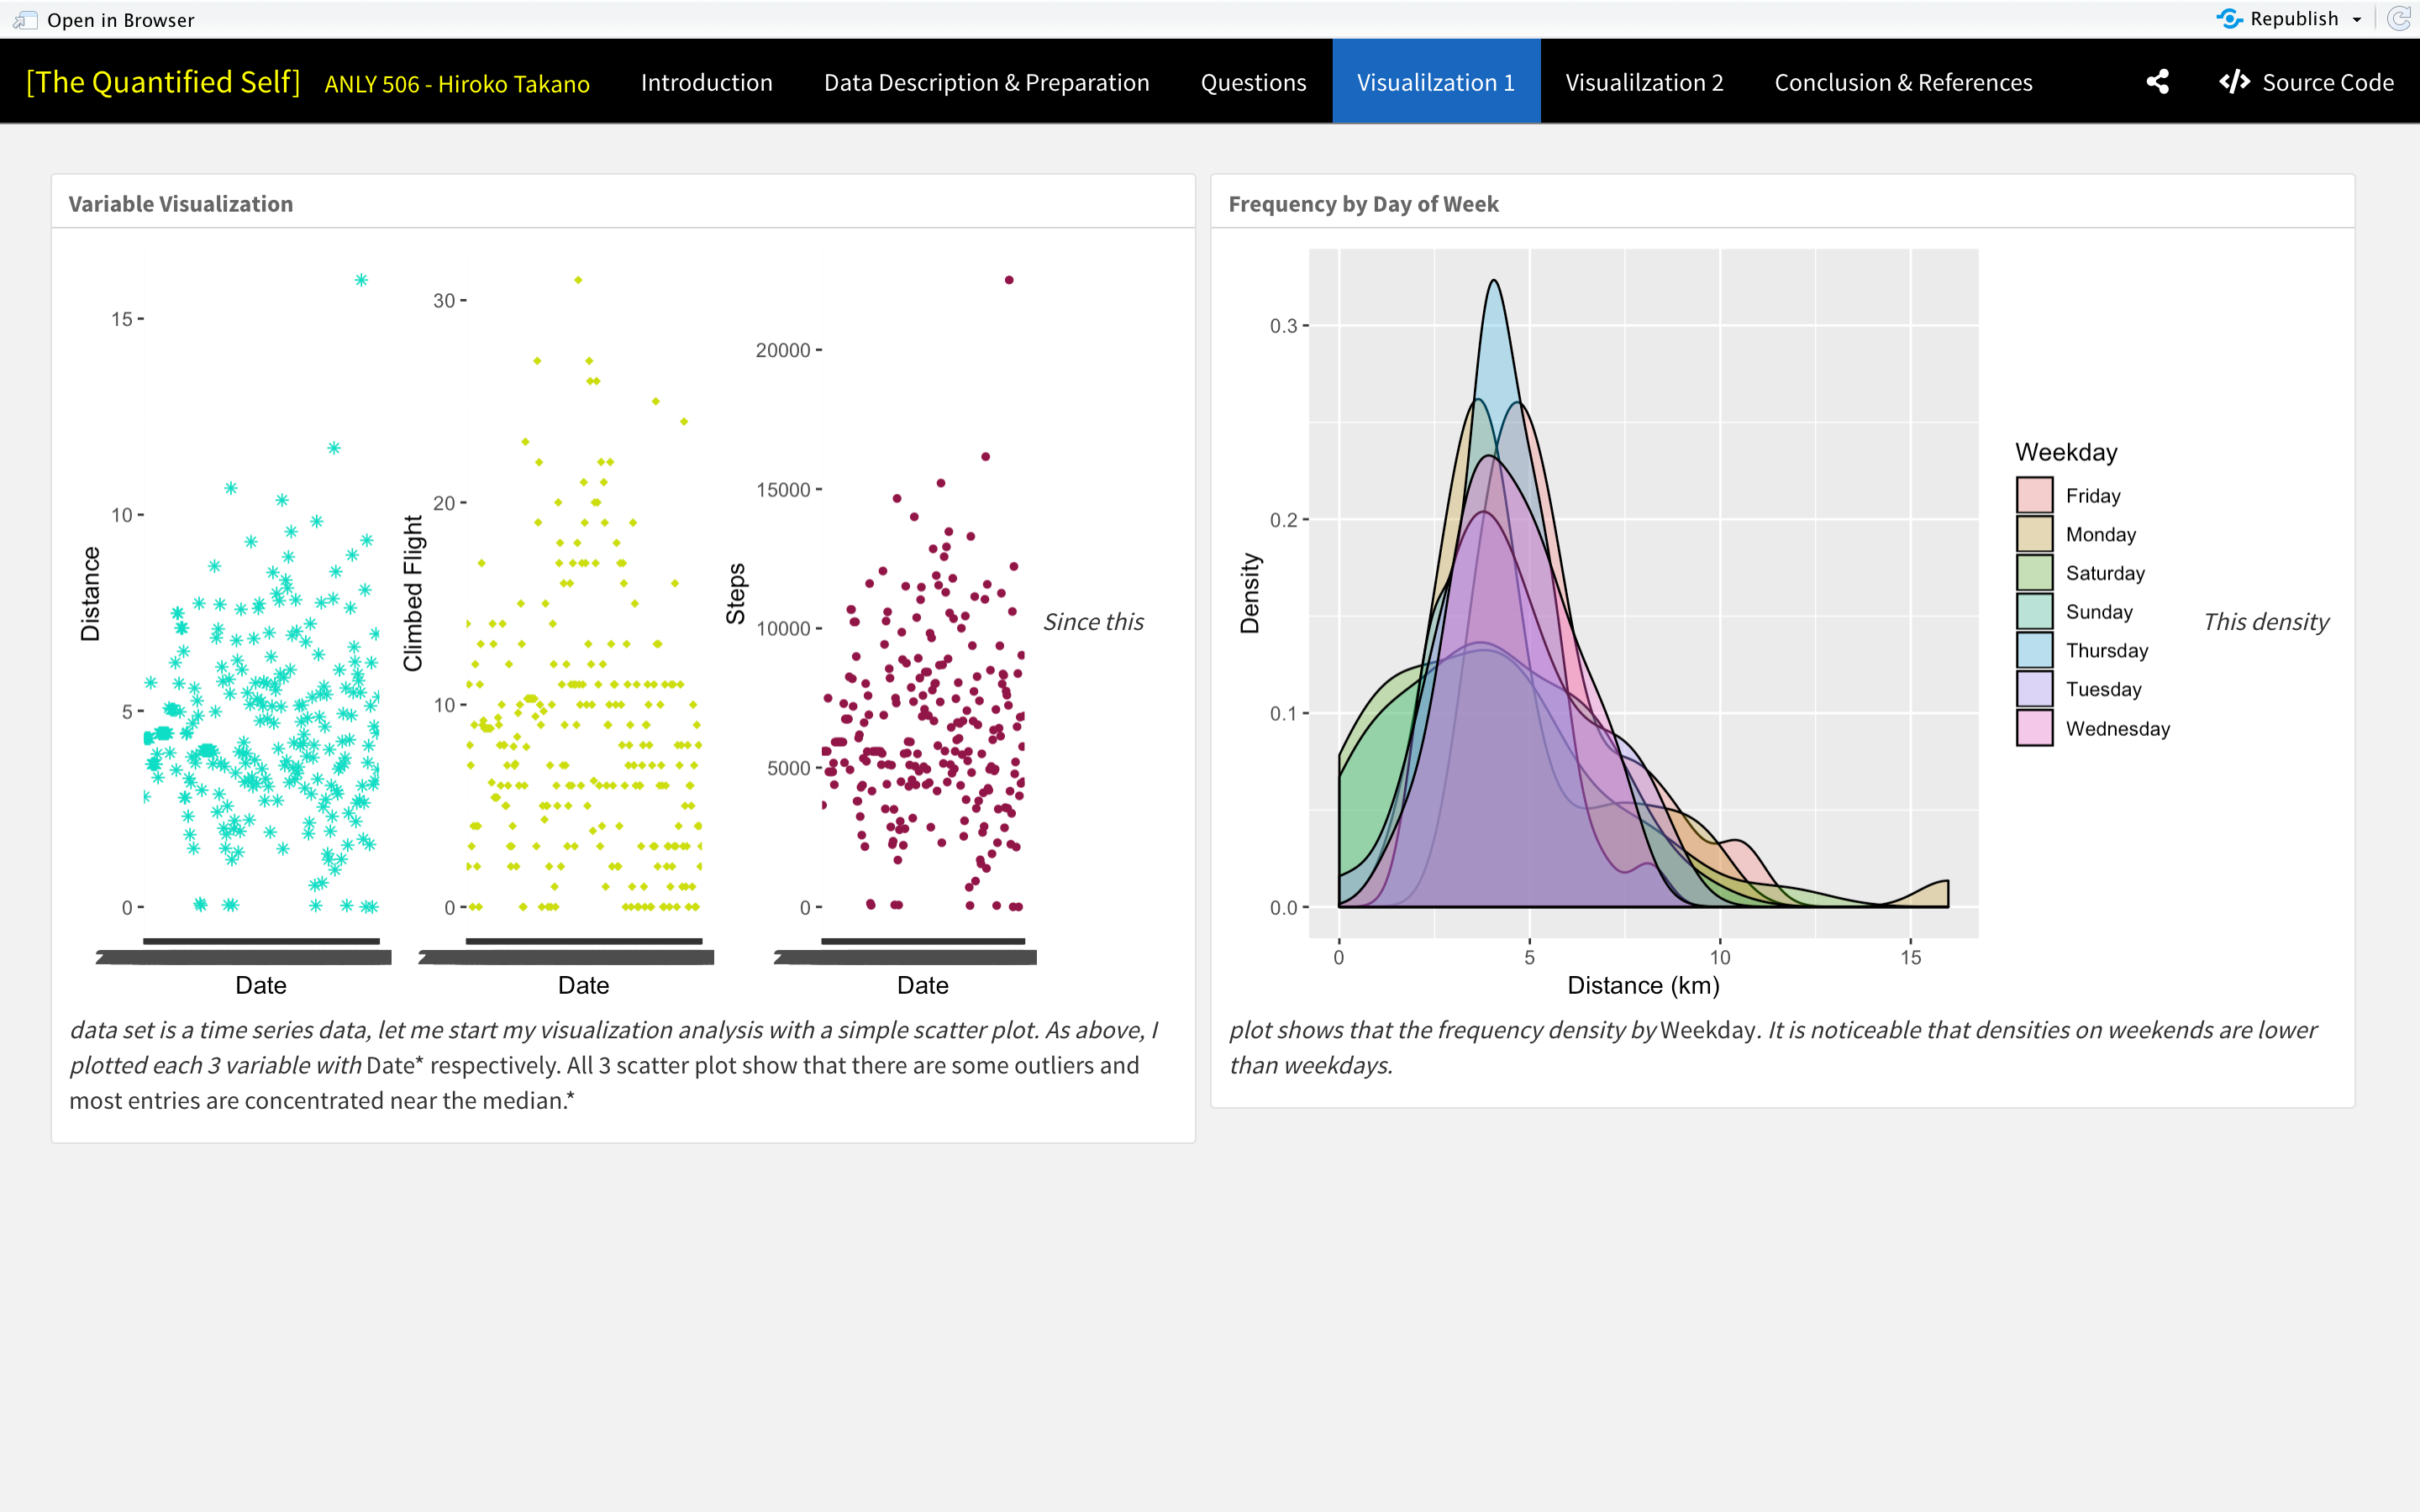 Open in Browser
Republish
[The Quantified Self] ANLY 506 - Hiroko Takano Introduction Data Description & Preparation Questions Visualilzation 1 Visualilzation 2 Conclusion & References Source Code
Variable Visualization
15
10
5
0
Distance
Date
30
20
10
0
Climbed Flight
Date
20000
15000
10000
5000
0
Steps
Date
Since this
data set is a time series data, let me start my visualization analysis with a simple scatter plot. As above, I
plotted each 3 variable with Date* respectively. All 3 scatter plot show that there are some outliers and
most entries are concentrated near the median.*
Frequency by Day of Week
0.3
0.2
0.1
0.0
Density
0 5 10 15
Distance (km)
Weekday
Friday
Monday
Saturday
Sunday
Thursday
Tuesday
Wednesday
This density
plot shows that the frequency density by Weekday. It is noticeable that densities on weekends are lower
than weekdays.